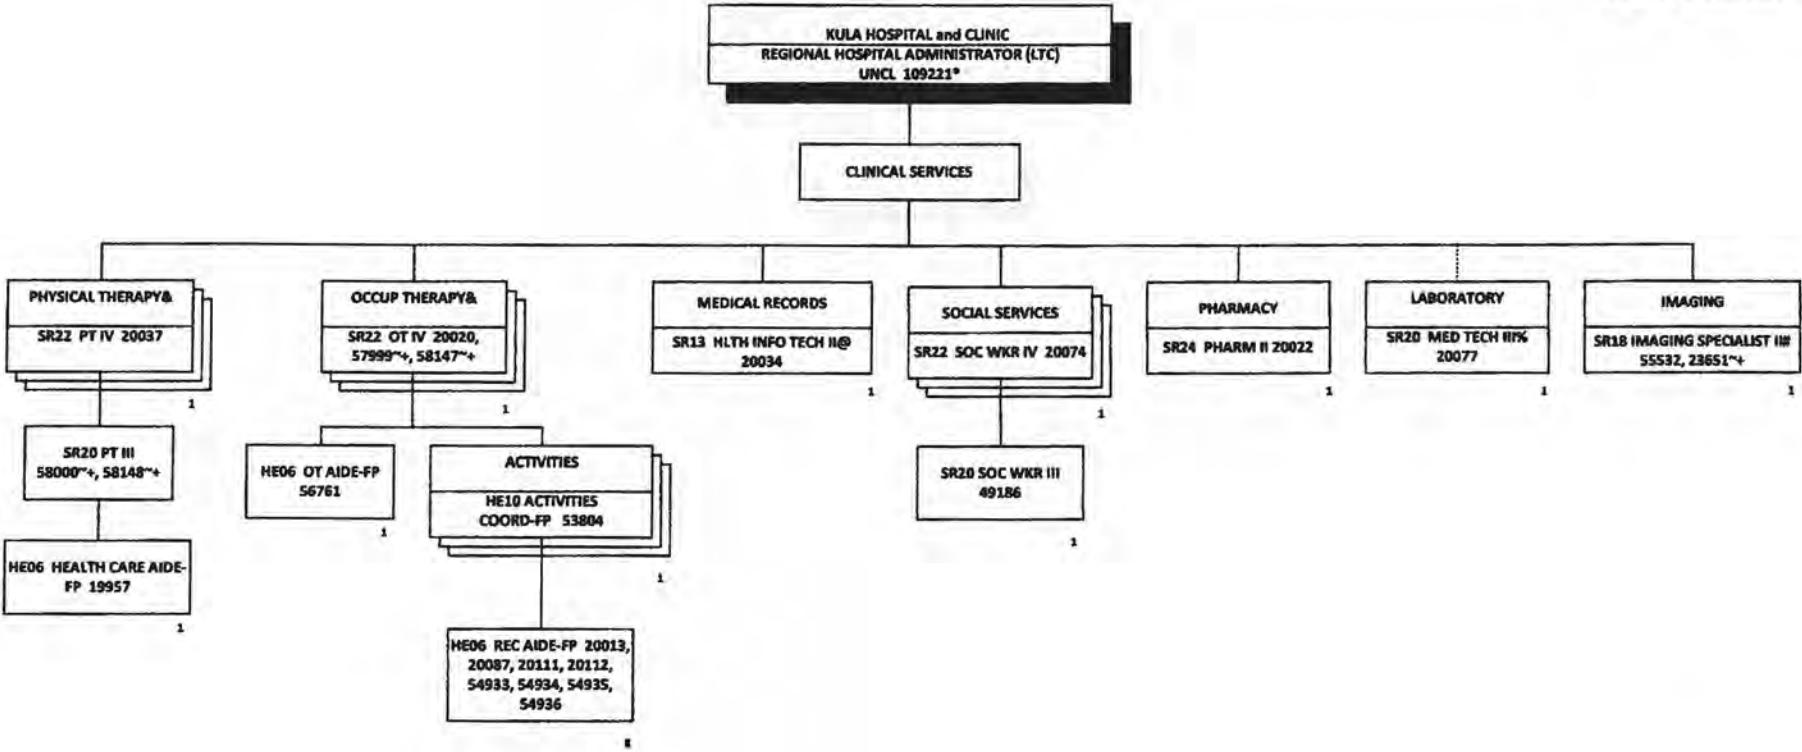 KULA HOSPITAL and CLINIC
REGIONAL HOSPITAL ADMINISTRATOR (LTC)
UNCL 109221*
CLINICAL SERVICES
PHYSICAL THERAPY&
SR22 PT IV 20037
1
SR20 PT III
58000~+, 58148~+
HE06 HEALTH CARE AIDE-
FP 19957
1
OCCUP THERAPY&
SR22 OT IV 20020,
57999~+, 58147~+
1
HE06 OT AIDE-FP
56761
1
ACTIVITIES
HE10 ACTIVITIES
COORD-FP 53804
1
HE06 REC AIDE-FP 20013,
20087, 20111, 20112,
54933, 54934, 54935,
54936
8
MEDICAL RECORDS
SR13 HLTH INFO TECH II@
20034
1
SOCIAL SERVICES
SR22 SOC WKR IV 20074
1
SR20 SOC WKR III
49186
1
PHARMACY
SR24 PHARM II 20022
1
LABORATORY
SR20 MED TECH III%
20077
1
IMAGING
SR18 IMAGING SPECIALIST II#
55532, 23651~+
1